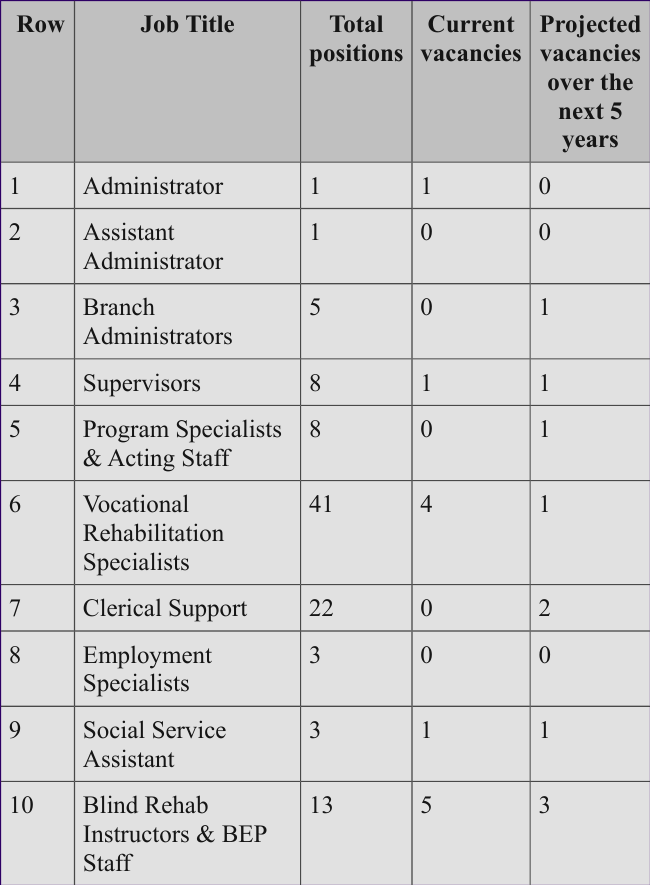 Row Job Title Total positions Current vacancies Projected vacancies over the next 5 years
1 Administrator 1 1 0
2 Assistant Administrator 1 0 0
3 Branch Administrators 5 0 1
4 Supervisors 8 1 1
5 Program Specialists & Acting Staff 8 0 1
6 Vocational Rehabilitation Specialists 41 4 1
7 Clerical Support 22 0 2
8 Employment Specialists 3 0 0
9 Social Service Assistant 3 1 1
10 Blind Rehab Instructors & BEP Staff 13 5 3